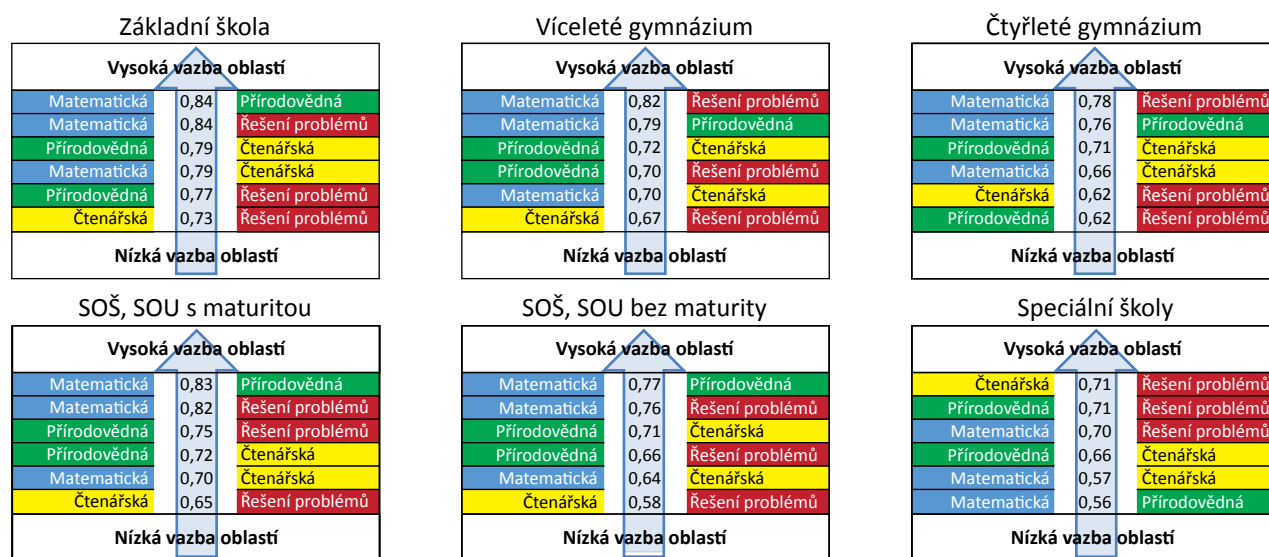 Základní škola
Vysoká vazba oblastí
Matematická 0,84 Přírodovědná
Matematická 0,84 Řešení problémů
Přírodovědná 0,79 Čtenářská
Matematická 0,79 Čtenářská
Přírodovědná 0,77 Řešení problémů
Čtenářská 0,73 Řešení problémů
Nízká vazba oblastí
Víceleté gymnázium
Vysoká vazba oblastí
Matematická 0,82 Řešení problémů
Matematická 0,79 Přírodovědná
Přírodovědná 0,72 Čtenářská
Přírodovědná 0,70 Řešení problémů
Matematická 0,70 Čtenářská
Čtenářská 0,67 Řešení problémů
Nízká vazba oblastí
Čtyřleté gymnázium
Vysoká vazba oblastí
Matematická 0,78 Řešení problémů
Matematická 0,76 Přírodovědná
Přírodovědná 0,71 Čtenářská
Matematická 0,66 Čtenářská
Čtenářská 0,62 Řešení problémů
Přírodovědná 0,62 Řešení problémů
Nízká vazba oblastí
SOŠ, SOU s maturitou
Vysoká vazba oblastí
Matematická 0,83 Přírodovědná
Matematická 0,82 Řešení problémů
Přírodovědná 0,75 Řešení problémů
Přírodovědná 0,72 Čtenářská
Matematická 0,70 Čtenářská
Čtenářská 0,65 Řešení problémů
Nízká vazba oblastí
SOŠ, SOU bez maturity
Vysoká vazba oblastí
Matematická 0,77 Přírodovědná
Matematická 0,76 Řešení problémů
Přírodovědná 0,71 Čtenářská
Přírodovědná 0,66 Řešení problémů
Matematická 0,64 Čtenářská
Čtenářská 0,58 Řešení problémů
Nízká vazba oblastí
Speciální školy
Vysoká vazba oblastí
Čtenářská 0,71 Řešení problémů
Přírodovědná 0,71 Řešení problémů
Matematická 0,70 Řešení problémů
Přírodovědná 0,66 Čtenářská
Matematická 0,57 Čtenářská
Matematická 0,56 Přírodovědná
Nízká vazba oblastí